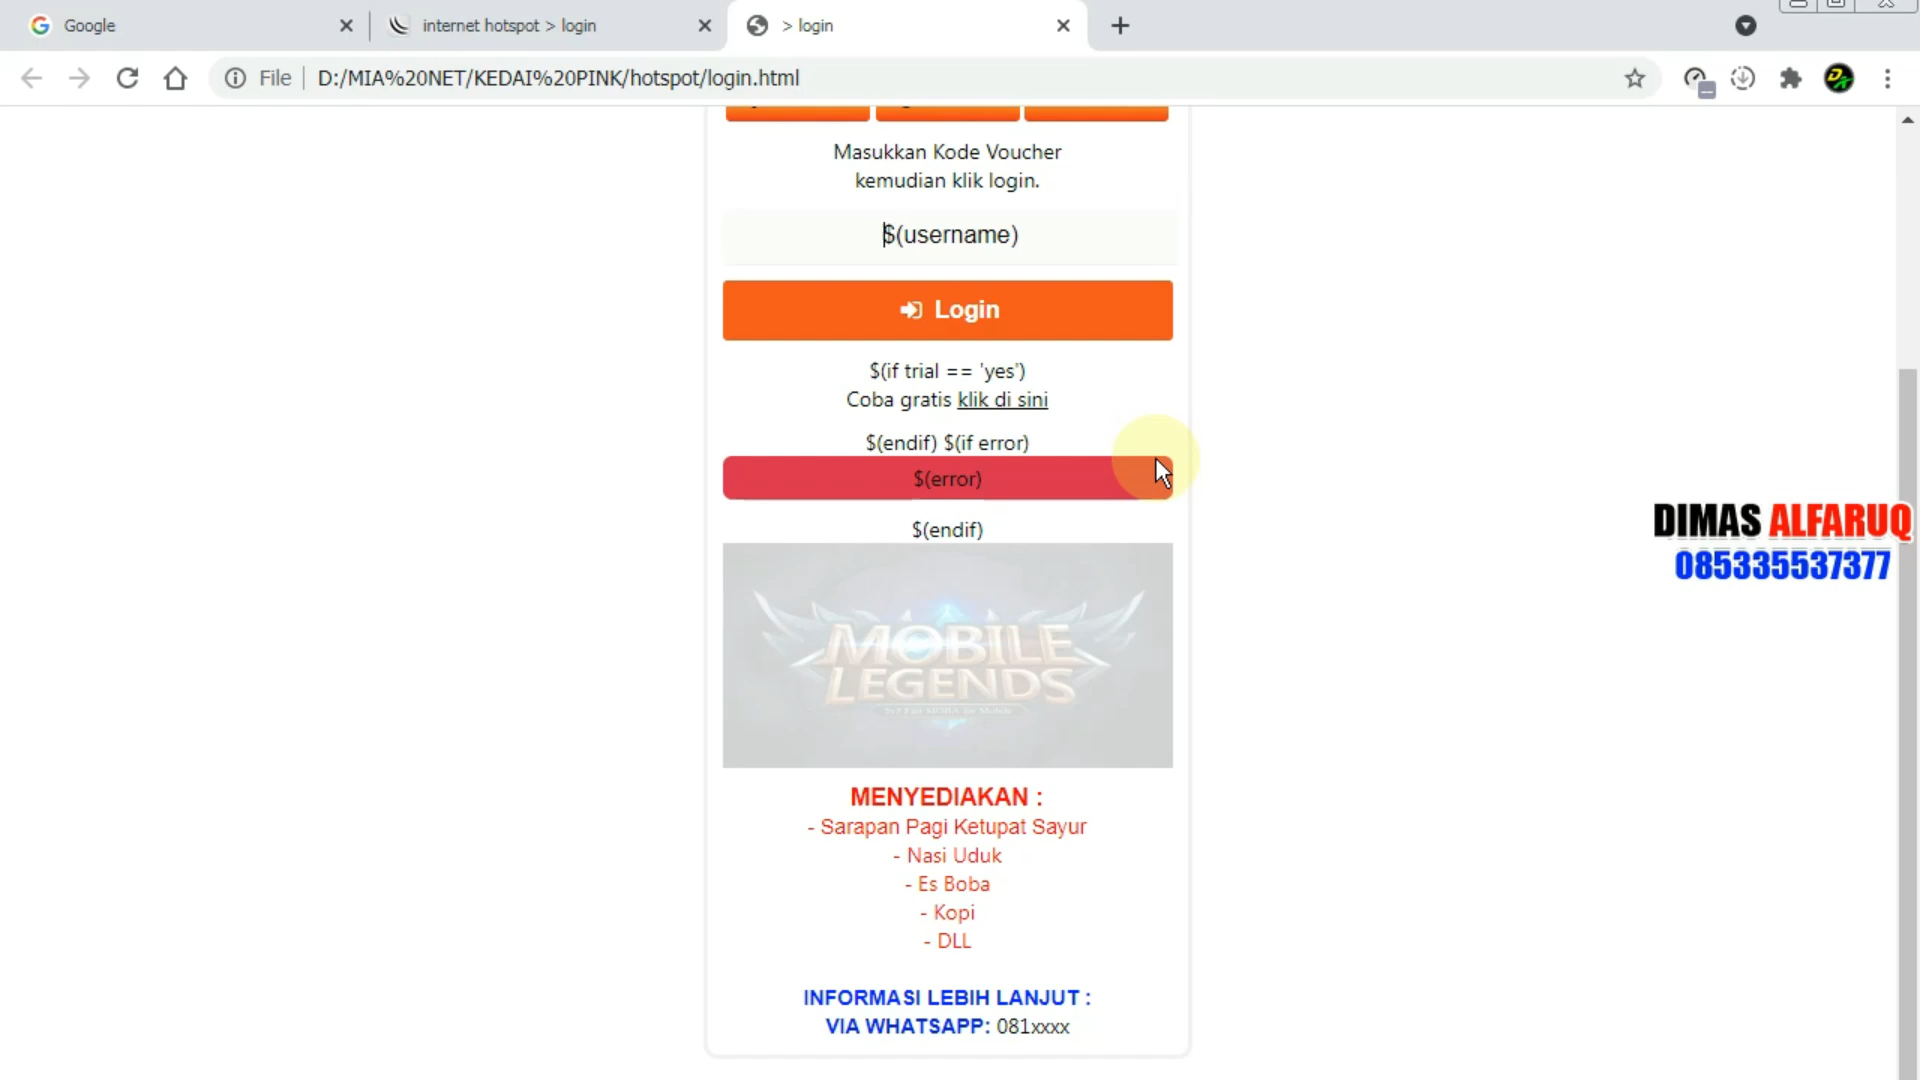 Google
internet hotspot > login
> login
File
D:/MIA%20NET/KEDAI%20PINK/hotspot/login.html
Masukkan Kode Voucher
kemudian klik login.
$(username)
Login
$(if trial == 'yes')
Coba gratis klik di sini
$(endif) $(if error)
$(error)
$(endif)
MOBILE
LEGENDS
DIMAS ALFARUQ
085335537377
MENYEDIAKAN :
- Sarapan Pagi Ketupat Sayur
- Nasi Uduk
- Es Boba
- Kopi
- DLL
INFORMASI LEBIH LANJUT :
VIA WHATSAPP: 081xxxx